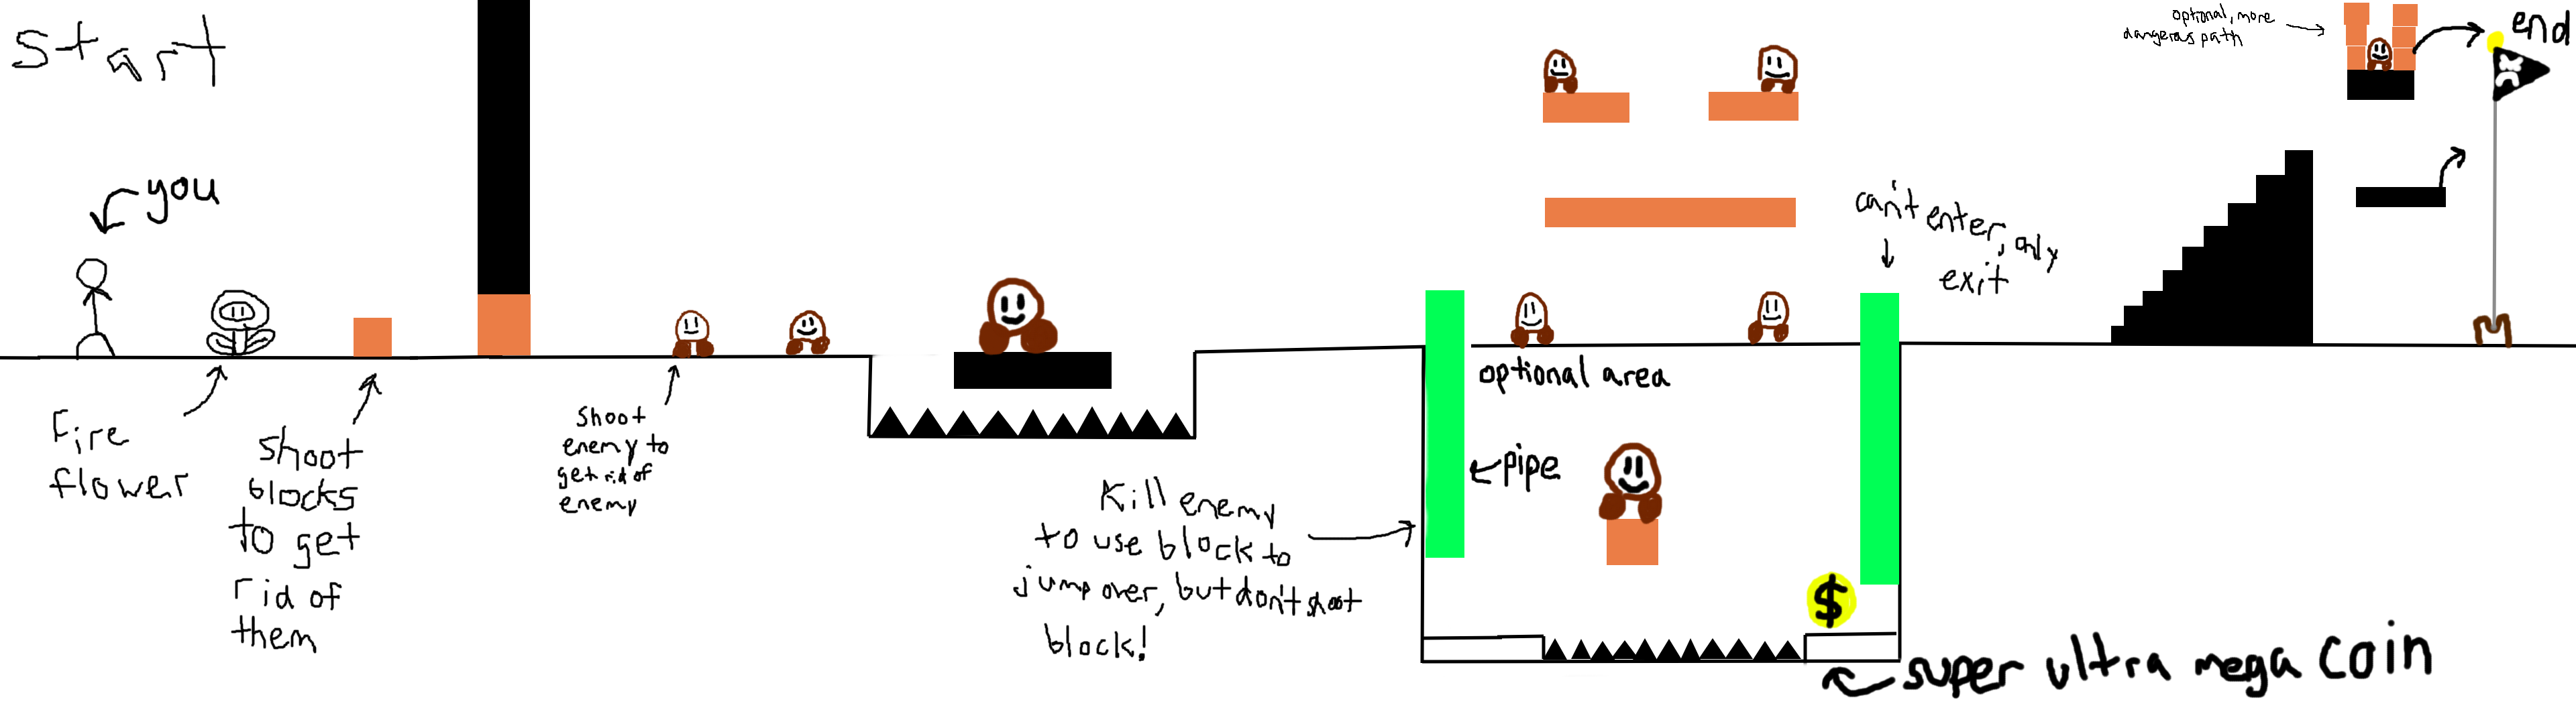 start
you
Fire
flower
shoot
blocks
to get
rid of
them
shoot
enemy to
get rid of
enemy
Kill enemy
to use block to
jump over, but don't shoot
block!
optional area
pipe
$
super ultra mega coin
can't enter, only
exit
optional, more
dangerous path
end